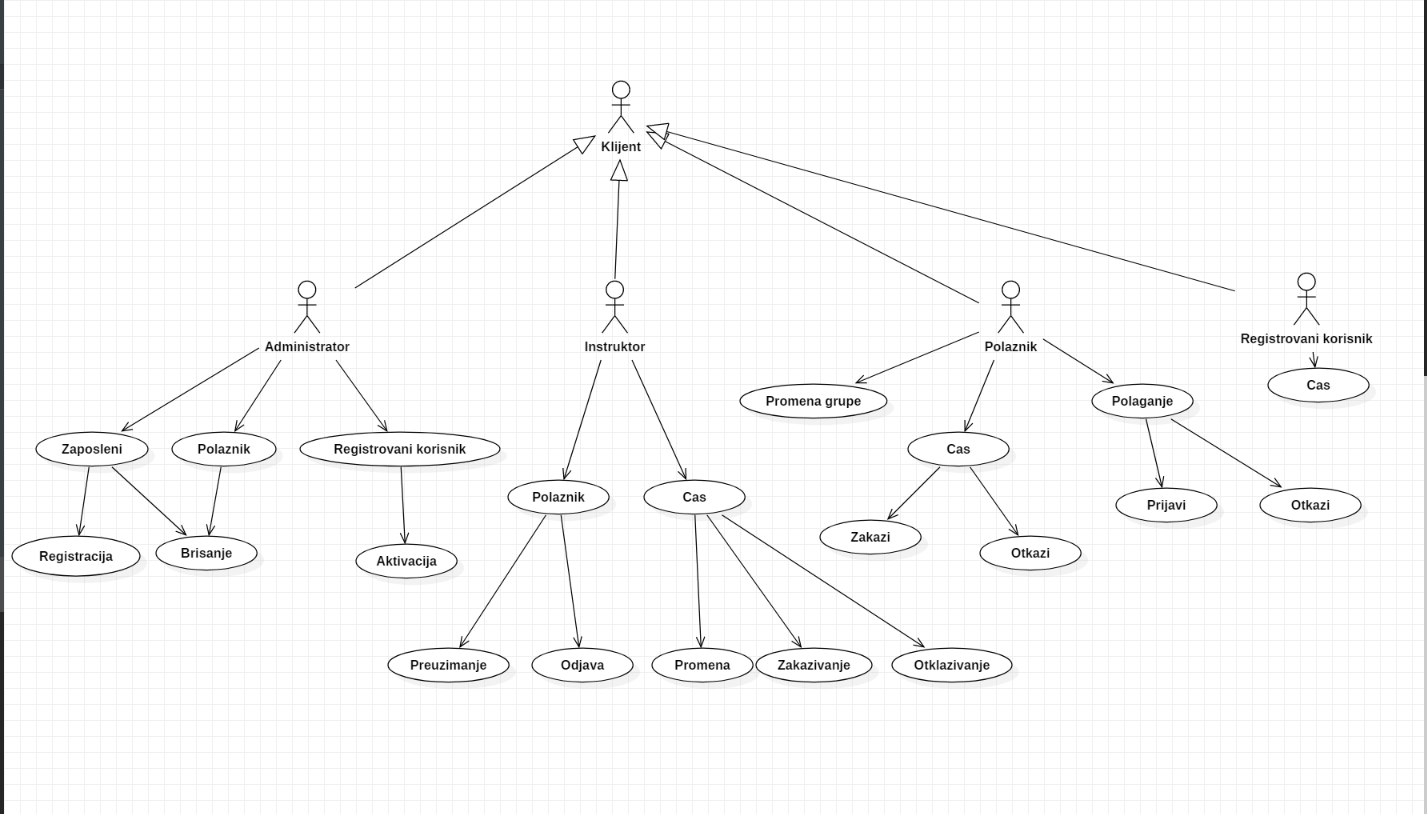 Klijent
Administrator
Instruktor
Polaznik
Registrovani korisnik
Cas
Promena grupe
Polaganje
Zaposleni
Polaznik
Registrovani korisnik
Cas
Polaznik
Cas
Prijavi
Otkazi
Zakazi
Otkazi
Registracija
Brisanje
Aktivacija
Preuzimanje
Odjava
Promena
Zakazivanje
Otklazivanje